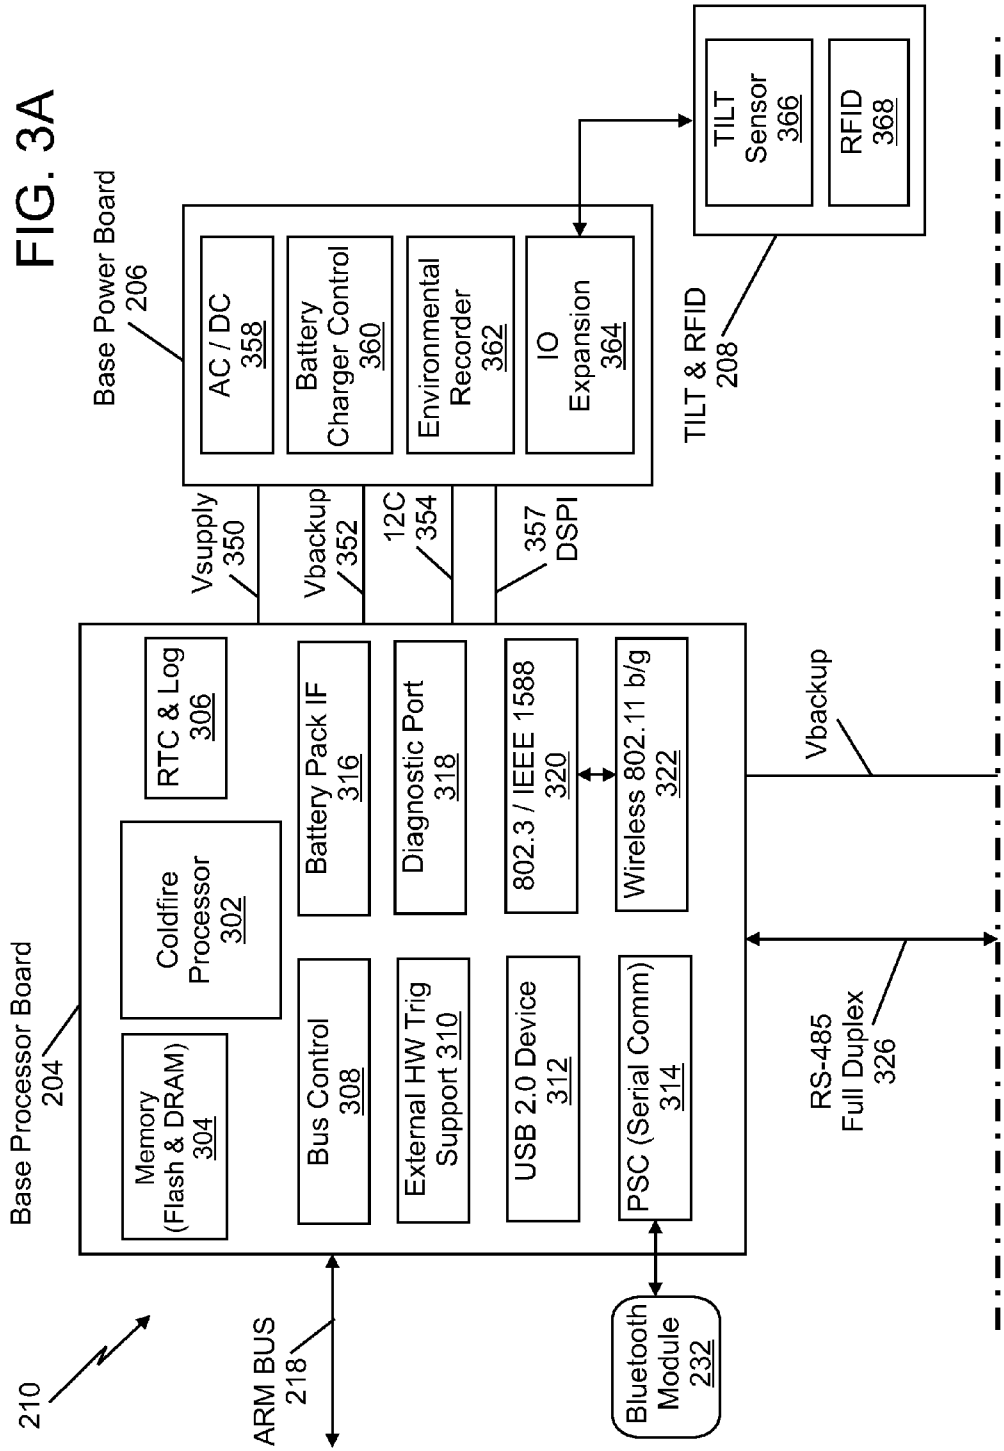 FIG. 3A
210
Base Processor Board
204
Memory
(Flash & DRAM)
304
Coldfire
Processor
302
RTC & Log
306
Bus Control
308
Battery Pack IF
316
External HW Trig
Support 310
Diagnostic Port
318
USB 2.0 Device
312
802.3 / IEEE 1588
320
PSC (Serial Comm)
314
Wireless 802.11 b/g
322
ARM BUS
218
Bluetooth
Module
232
Vsupply
350
Vbackup
352
12C
354
357
DSPI
Base Power Board
206
AC / DC
358
Battery
Charger Control
360
Environmental
Recorder
362
IO
Expansion
364
TILT & RFID
208
TILT
Sensor
366
RFID
368
RS-485
Full Duplex
326
Vbackup